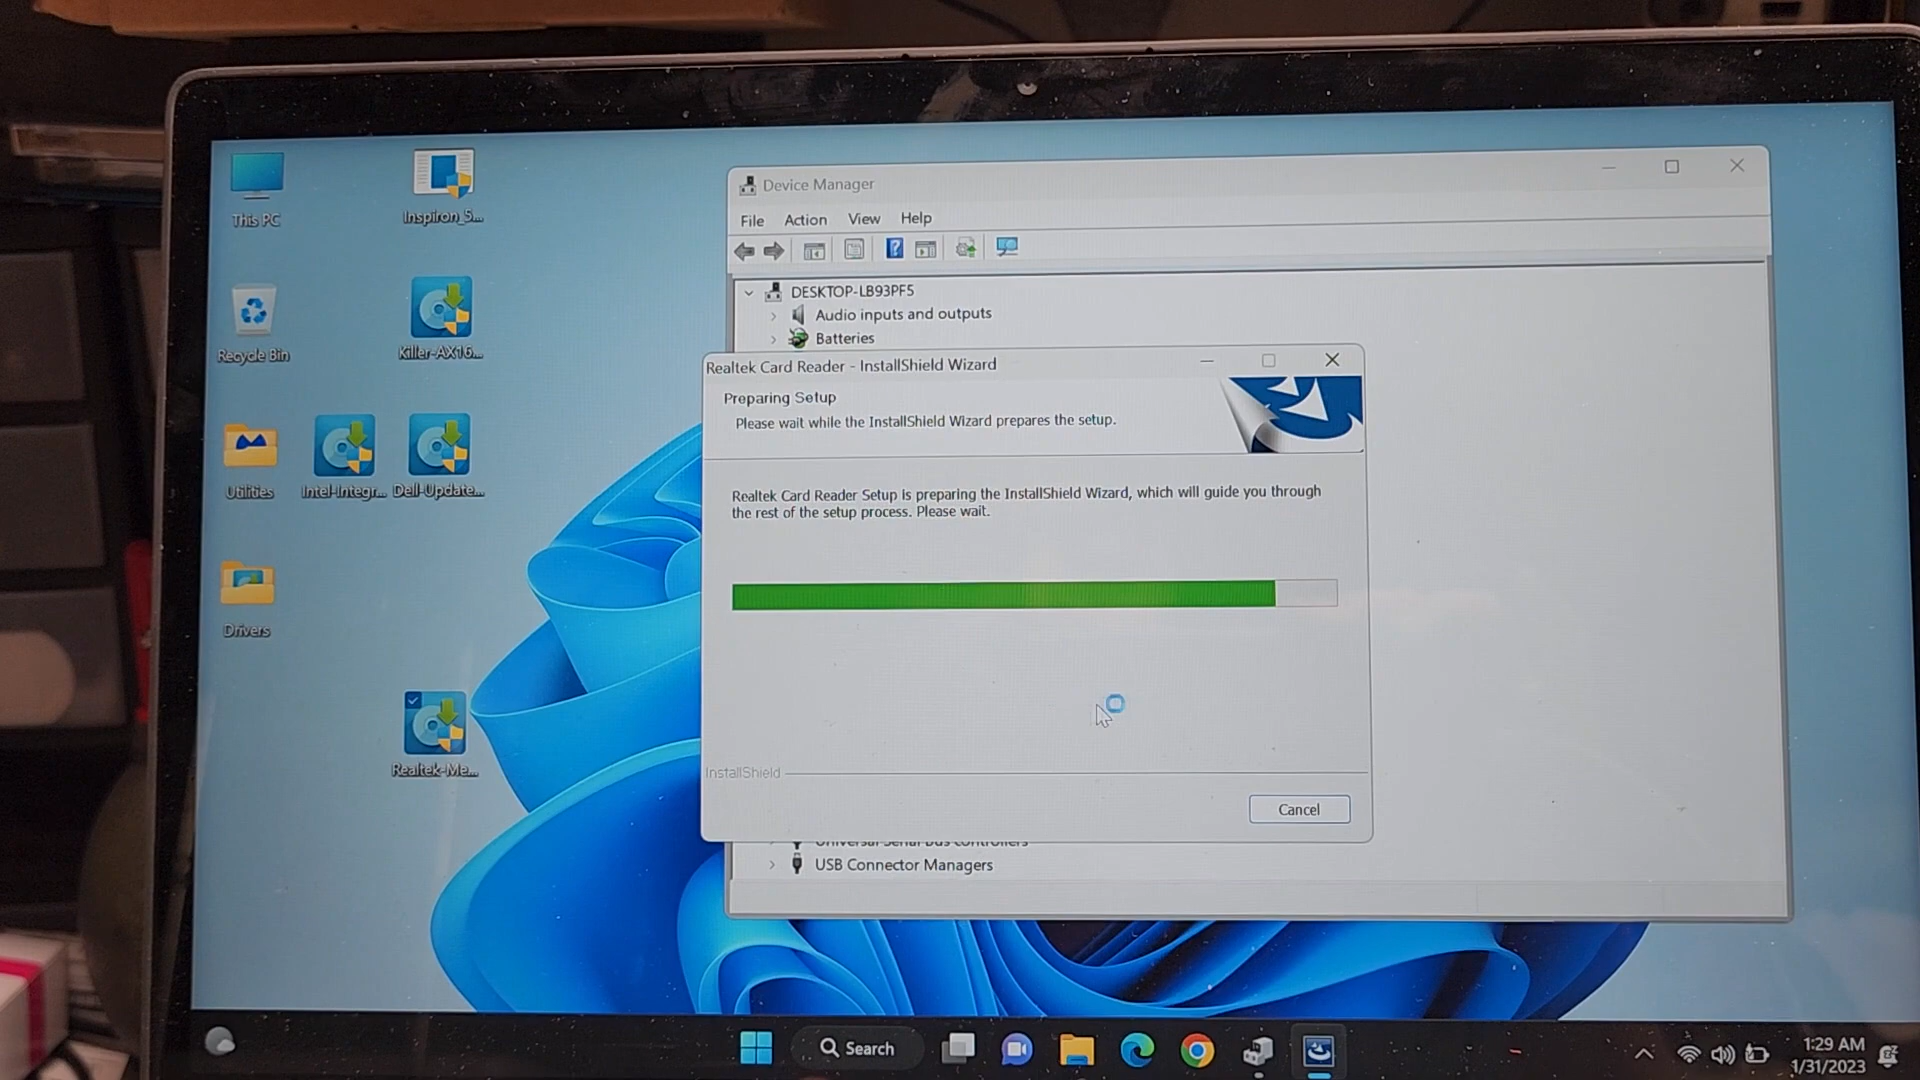 This PC
Inspiron_5...
Recycle Bin
Killer-AX16...
Utilities
Intel-Integr...
Dell-Update...
Drivers
Realtek-Me...
Device Manager
File Action View Help
DESKTOP-LB93PF5
Audio inputs and outputs
Batteries
Realtek Card Reader - InstallShield Wizard
Preparing Setup
Please wait while the InstallShield Wizard prepares the setup.
Realtek Card Reader Setup is preparing the InstallShield Wizard, which will guide you through
the rest of the setup process. Please wait.
InstallShield
Cancel
Universal Serial Bus controllers
USB Connector Managers
Search
1:29 AM
1/31/2023